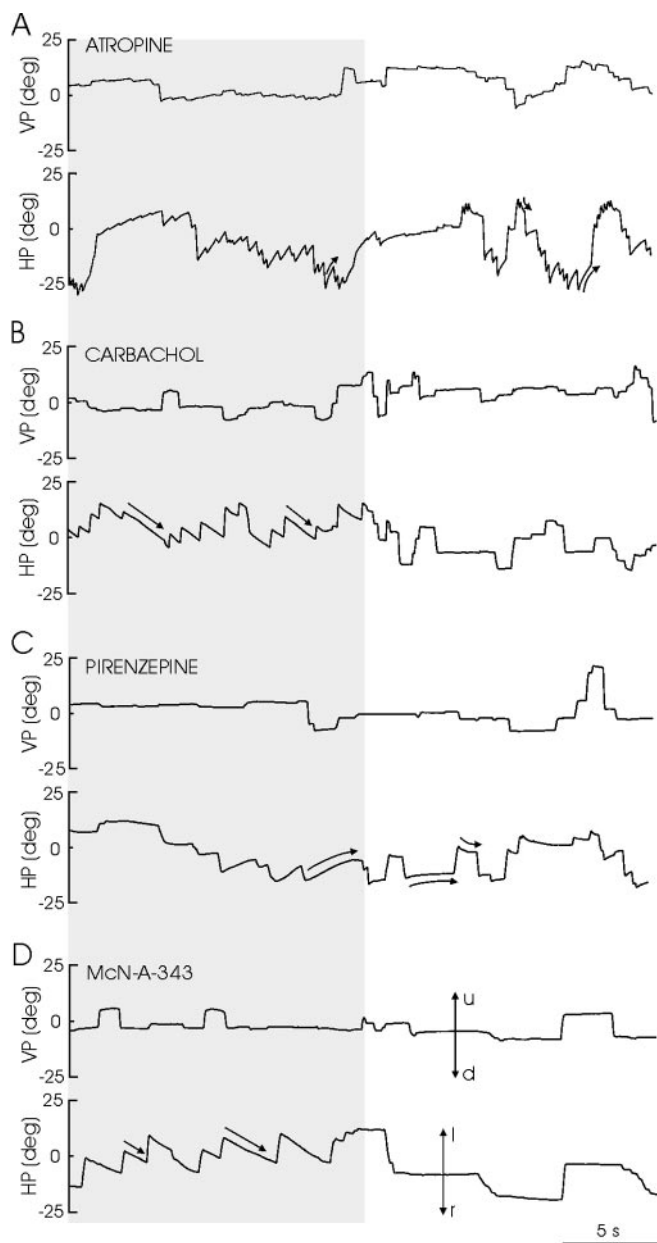 A
ATROPINE
25
0
-25
VP (deg)
25
0
-25
HP (deg)
B
CARBACHOL
25
0
-25
VP (deg)
25
0
-25
HP (deg)
C
PIRENZEPINE
25
0
-25
VP (deg)
25
0
-25
HP (deg)
D
McN-A-343
25
0
-25
VP (deg)
u
d
25
0
-25
HP (deg)
l
r
5 s